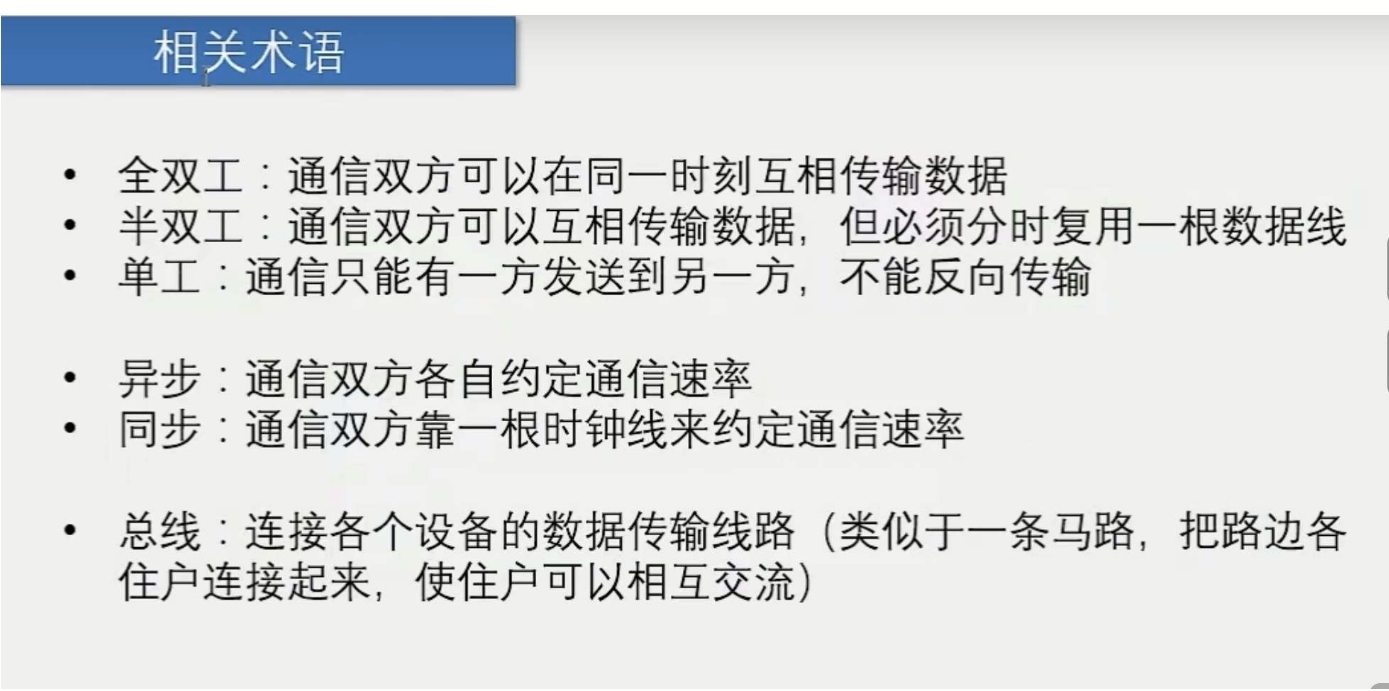 相关术语
• 全双工：通信双方可以在同一时刻互相传输数据
• 半双工：通信双方可以互相传输数据，但必须分时复用一根数据线
• 单工：通信只能有一方发送到另一方，不能反向传输
• 异步：通信双方各自约定通信速率
• 同步：通信双方靠一根时钟线来约定通信速率
• 总线：连接各个设备的数据传输线路（类似于一条马路，把路边各
住户连接起来，使住户可以相互交流）